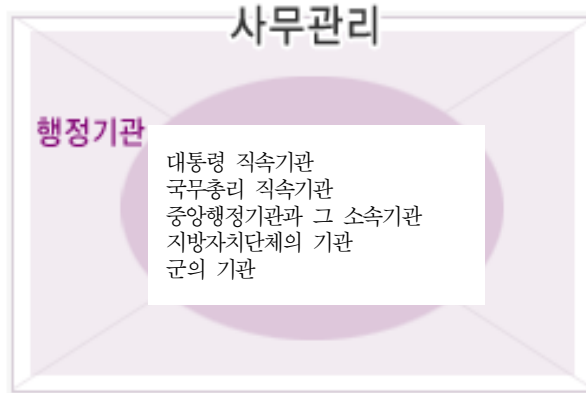 사무관리
행정기관
대통령 직속기관
국무총리 직속기관
중앙행정기관과 그 소속기관
지방자치단체의 기관
군의 기관